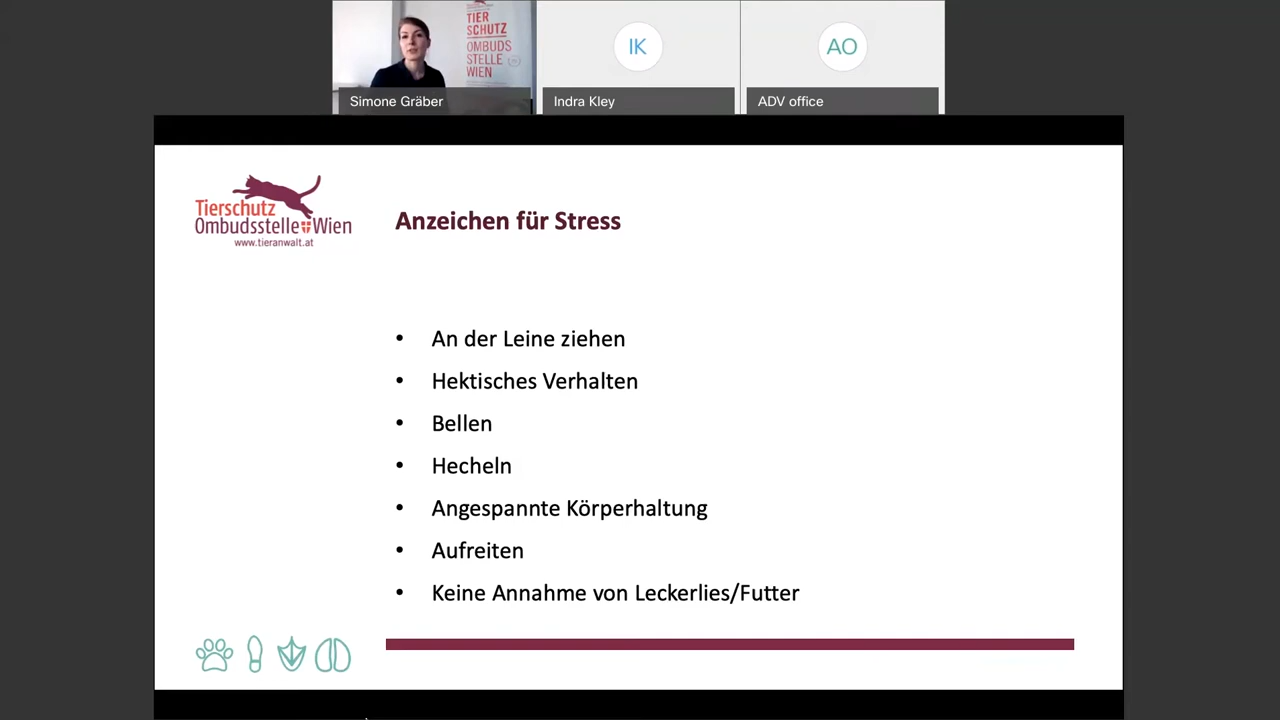 TIER
SCHUTZ
OMBUDS
STELLE
WIEN
Simone Gräber
IK
Indra Kley
AO
ADV office
Tierschutz
Ombudsstelle Wien
www.tieranwalt.at
Anzeichen für Stress
• An der Leine ziehen
• Hektisches Verhalten
• Bellen
• Hecheln
• Angespannte Körperhaltung
• Aufreiten
• Keine Annahme von Leckerlies/Futter